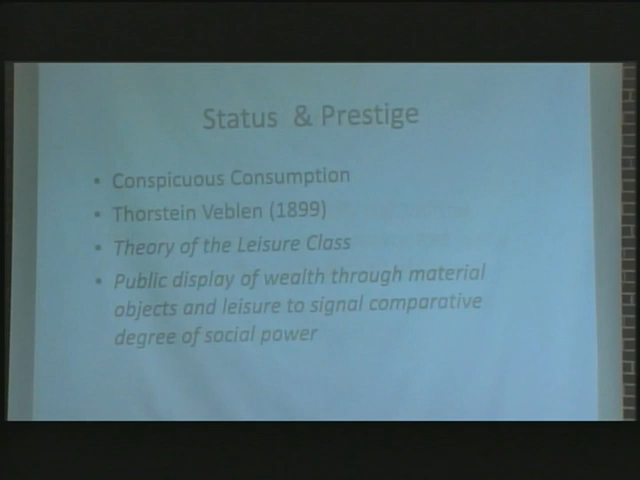 Status & Prestige
• Conspicuous Consumption
• Thorstein Veblen (1899)
• Theory of the Leisure Class
• Public display of wealth through material
objects and leisure to signal comparative
degree of social power